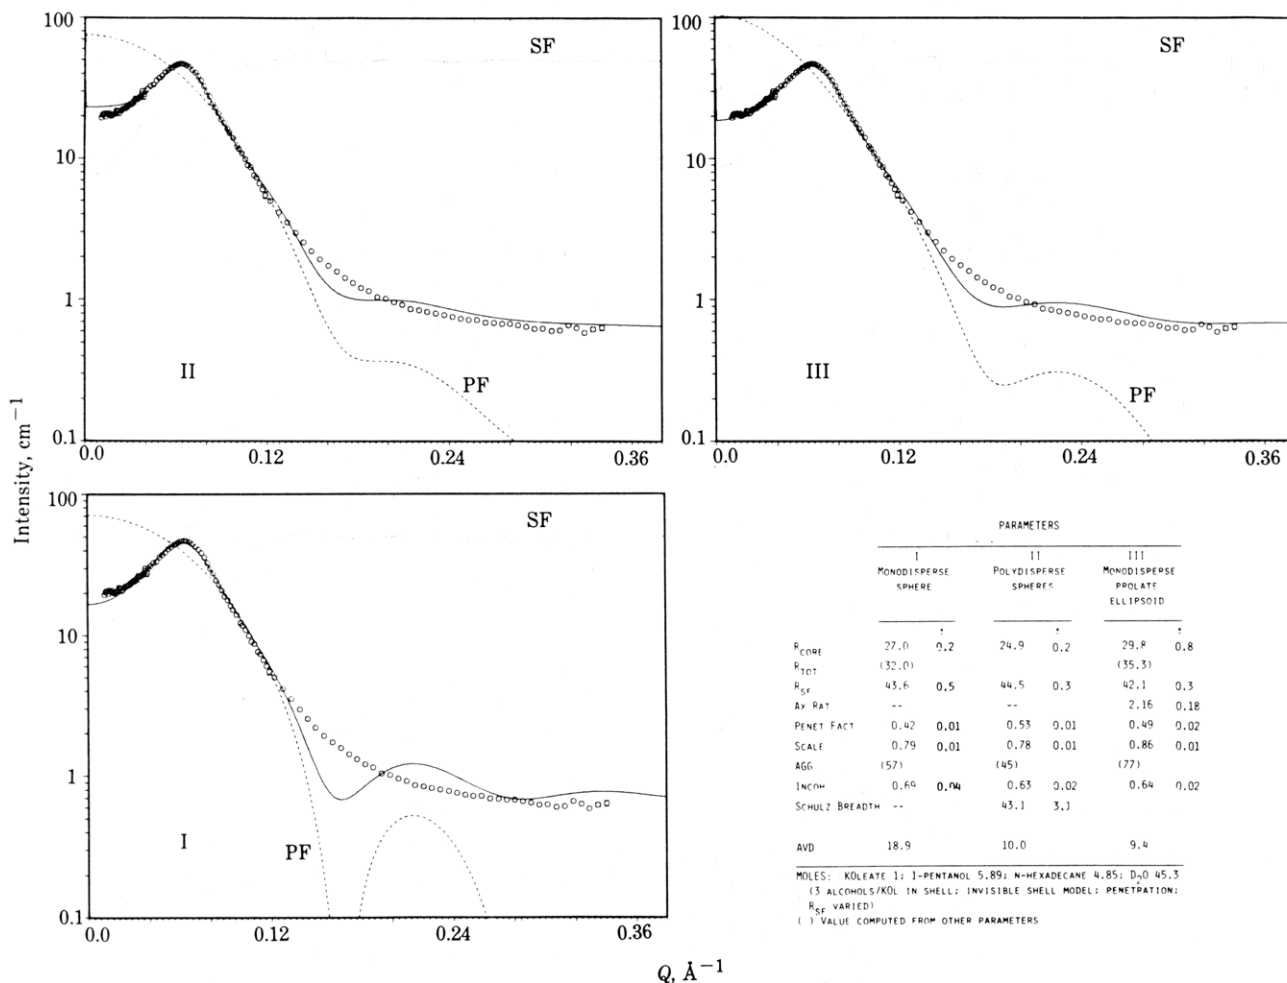 100
SF
10
1
II
PF
0.1
0.0 0.12 0.24 0.36
100
SF
10
1
III
PF
0.1
0.0 0.12 0.24 0.36
Intensity, cm−1
100
SF
10
1
I
PF
0.1
0.0 0.12 0.24 0.36
Q, Å−1
PARAMETERS
I II III
MONODISPERSE POLYDISPERSE MONODISPERSE
SPHERE SPHERES PROLATE
ELLIPSOID
± ± ±
RCORE 27.0 0.2 24.9 0.2 29.8 0.8
RTOT (32.0) (35.3)
RSF 43.6 0.5 44.5 0.3 42.1 0.3
AX RAT -- -- 2.16 0.18
PENET FACT 0.42 0.01 0.53 0.01 0.49 0.02
SCALE 0.79 0.01 0.78 0.01 0.86 0.01
AGG (57) (45) (77)
INCOH 0.69 0.04 0.63 0.02 0.64 0.02
SCHULZ BREADTH -- 43.1 3.1
AVD 18.9 10.0 9.4
MOLES: KOLEATE 1; 1-PENTANOL 5.89; N-HEXADECANE 4.85; D2O 45.3
(3 ALCOHOLS/KOL IN SHELL; INVISIBLE SHELL MODEL; PENETRATION;
RSF VARIED)
( ) VALUE COMPUTED FROM OTHER PARAMETERS